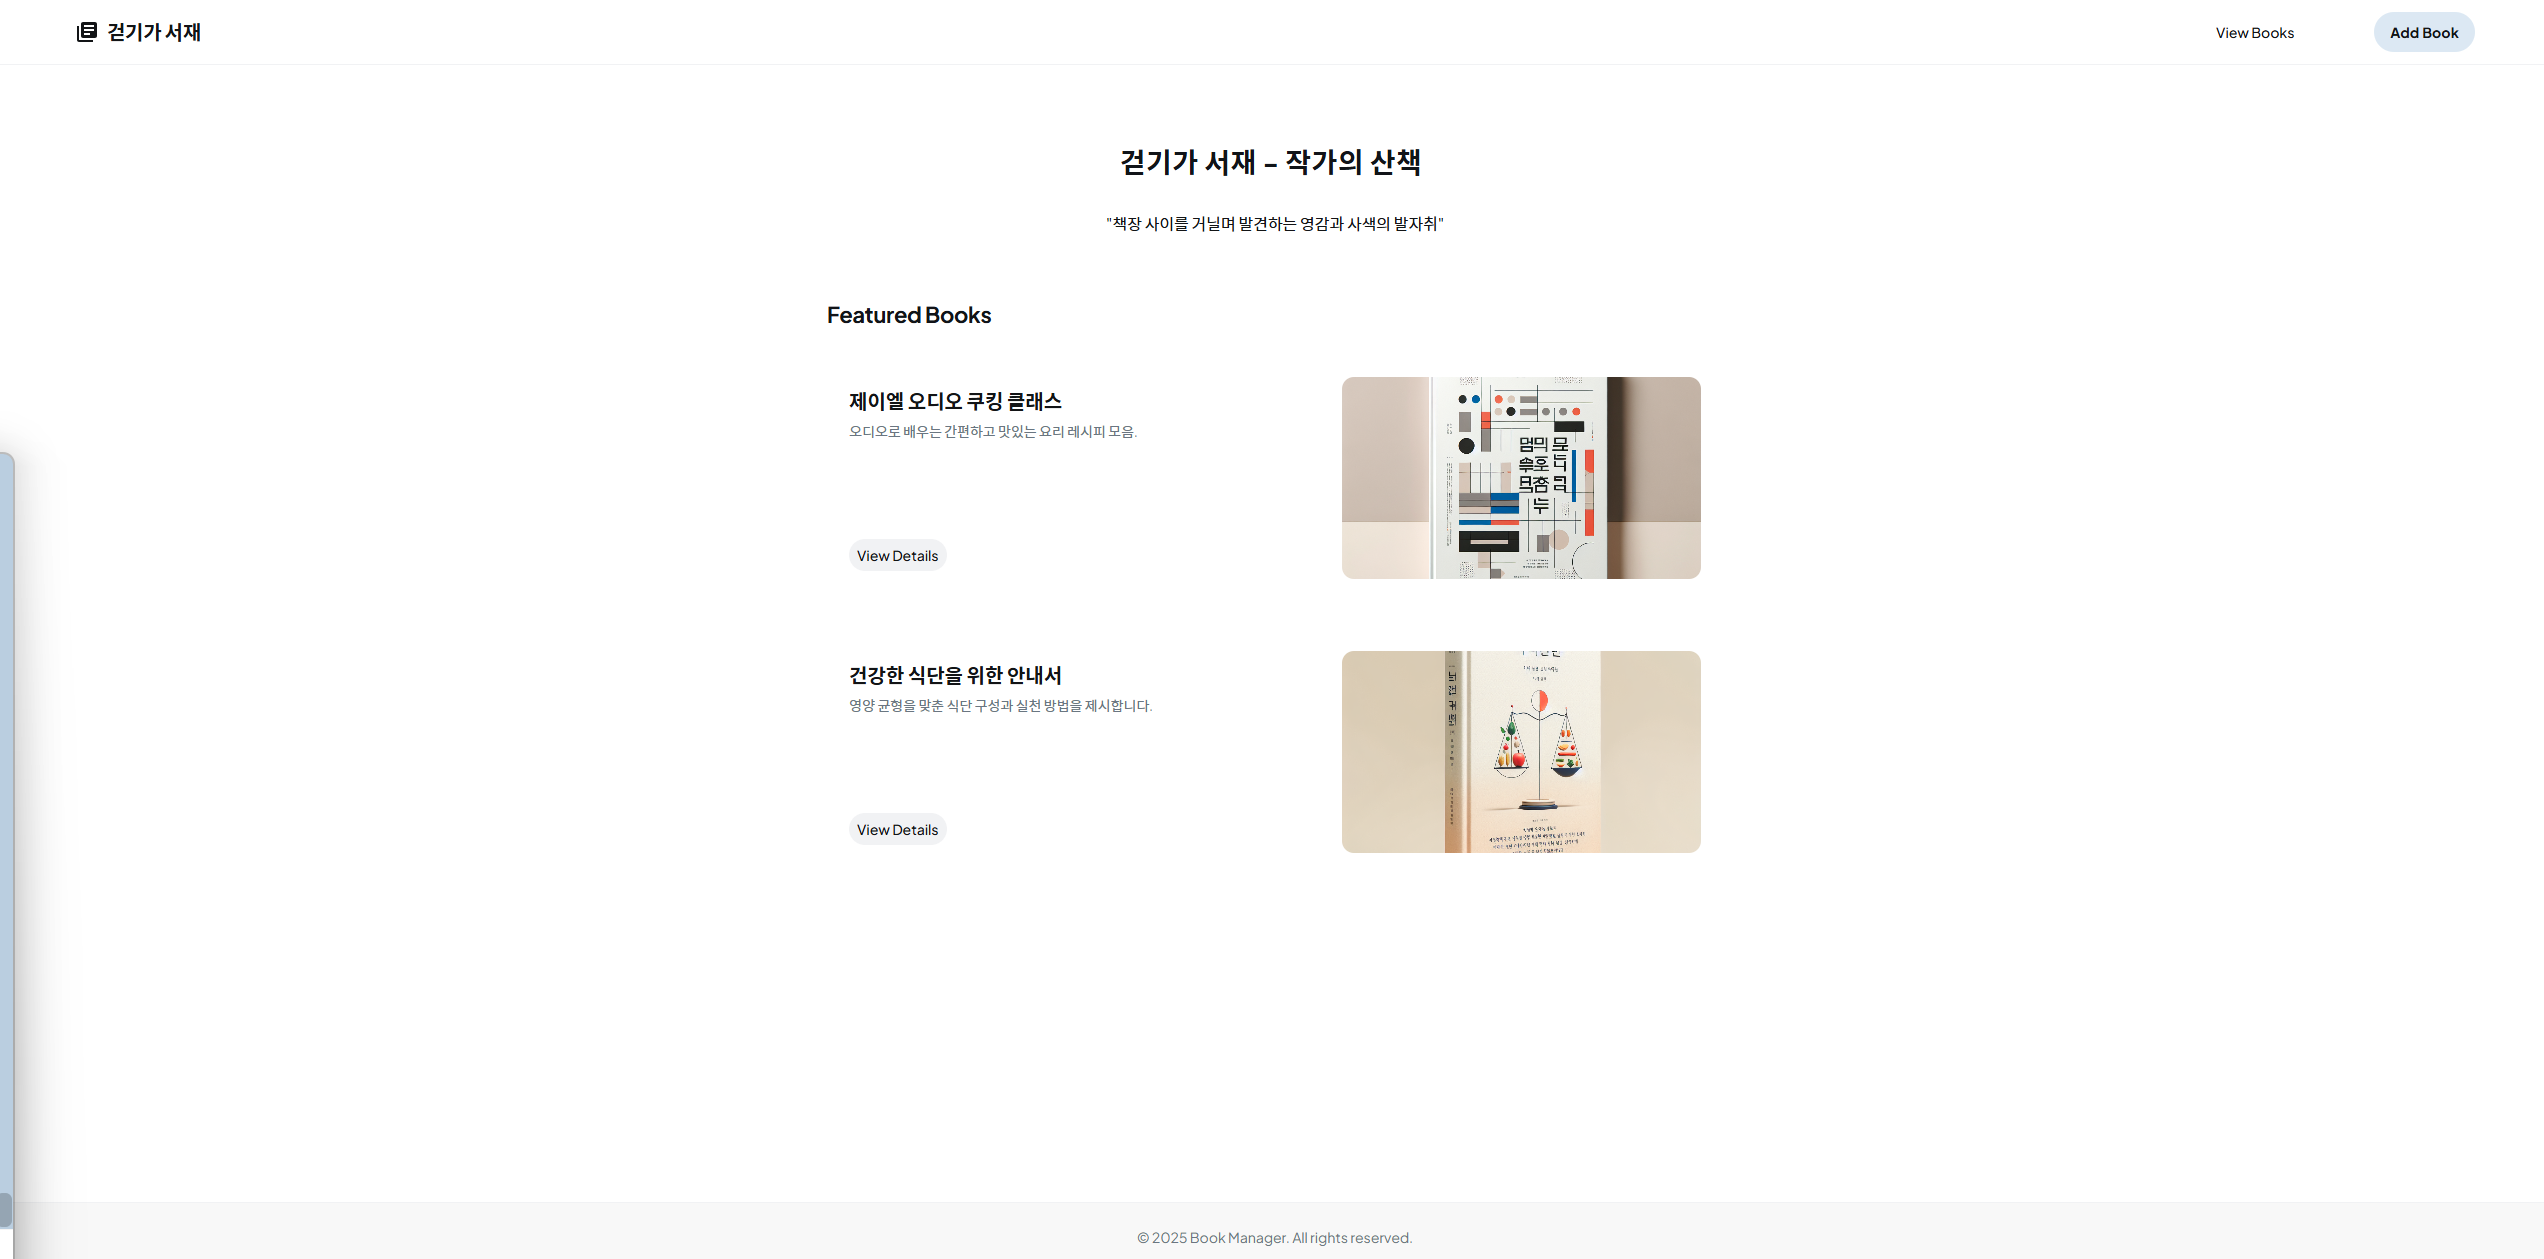 걷기가 서재
View Books
Add Book
걷기가 서재 – 작가의 산책
"책장 사이를 거닐며 발견하는 영감과 사색의 발자취"
Featured Books
제이엘 오디오 쿠킹 클래스
오디오로 배우는 간편하고 맛있는 요리 레시피 모음.
View Details
건강한 식단을 위한 안내서
영양 균형을 맞춘 식단 구성과 실천 방법을 제시합니다.
View Details
© 2025 Book Manager. All rights reserved.